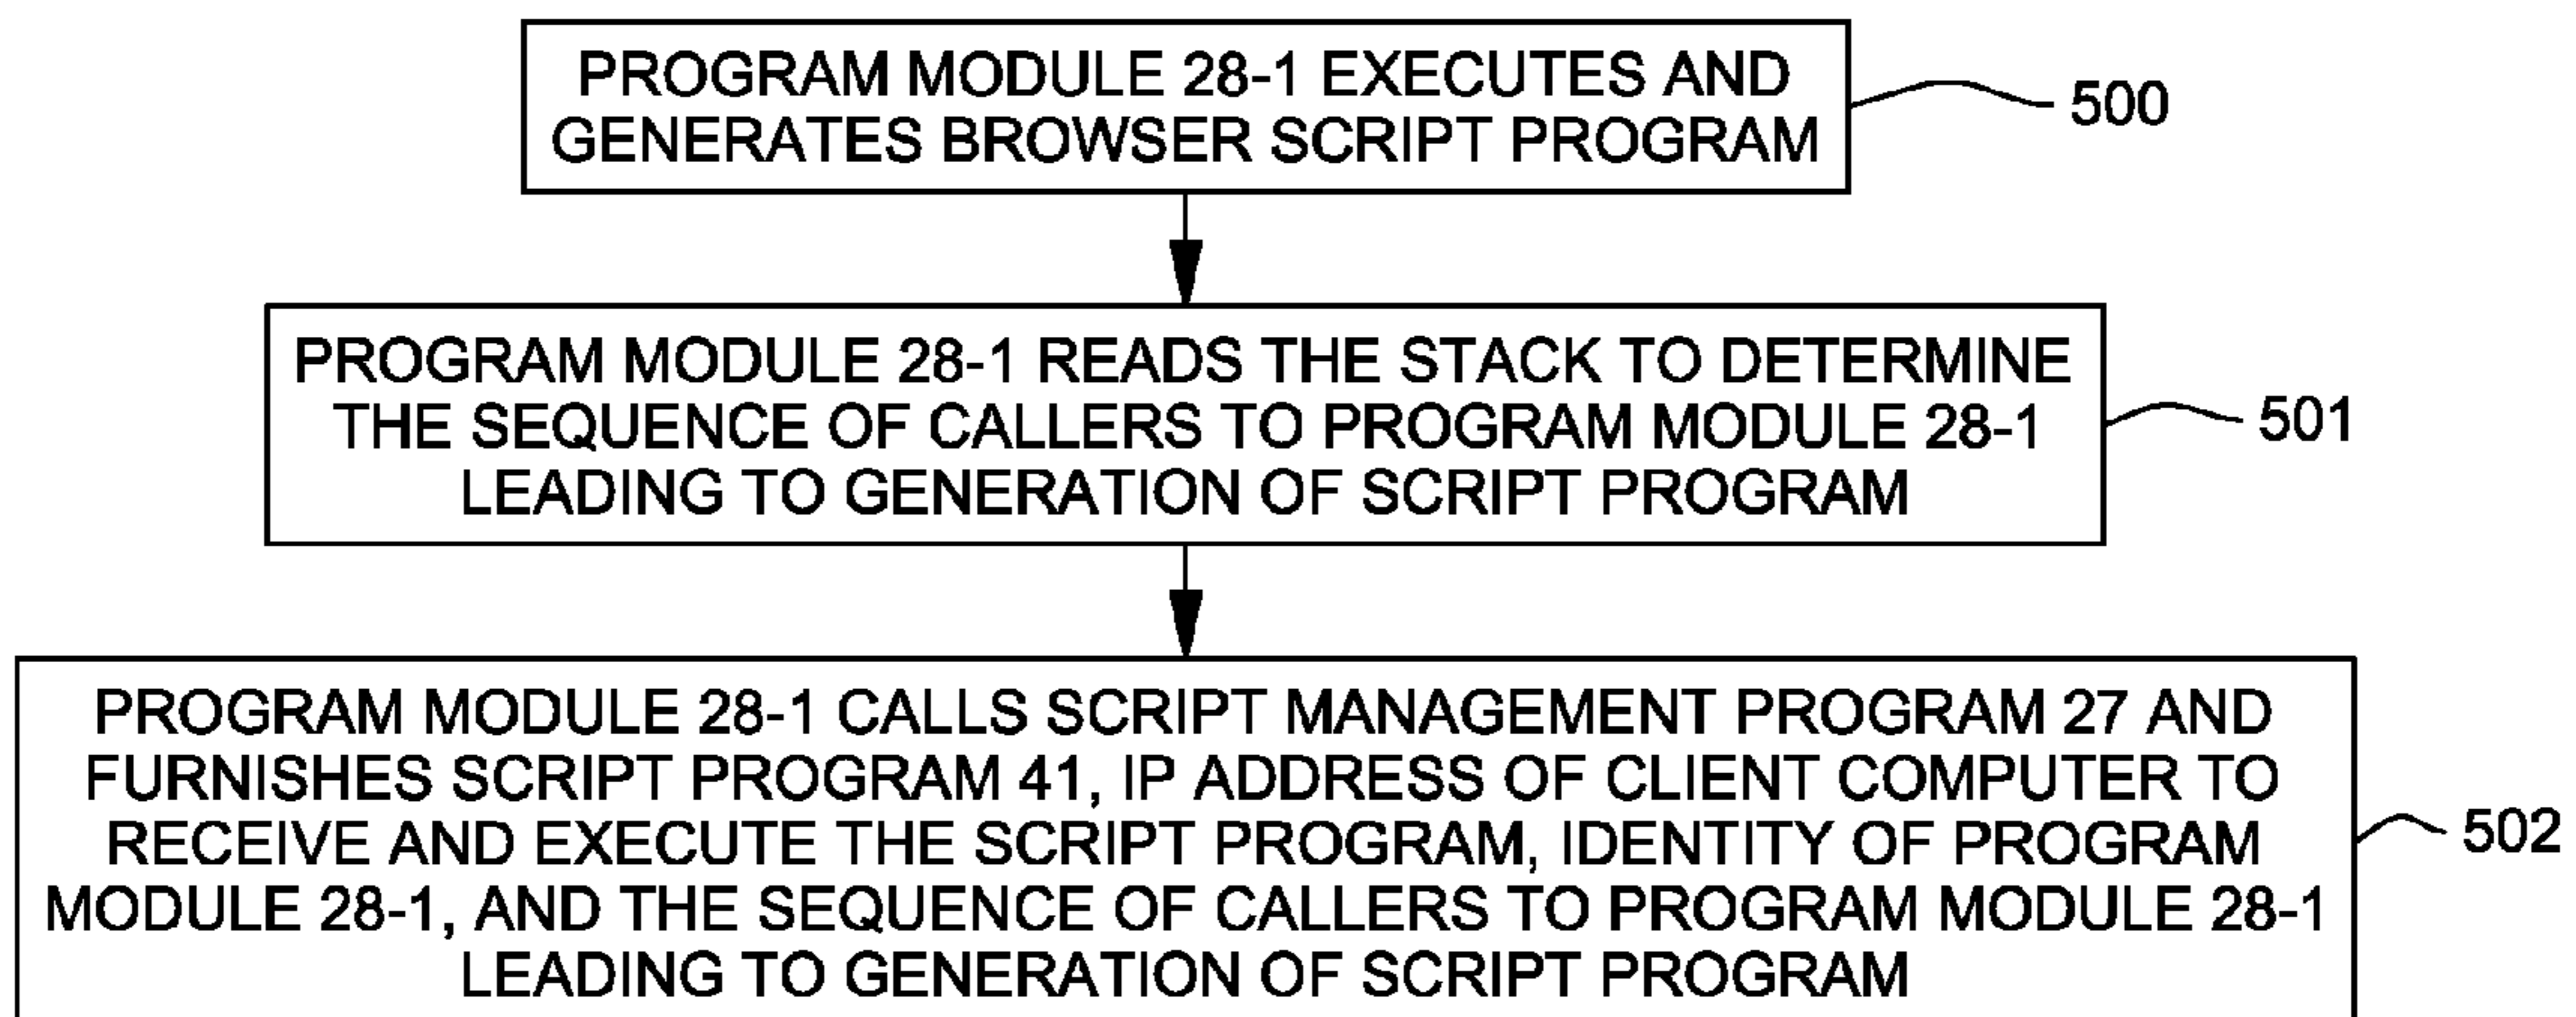 PROGRAM MODULE 28-1 EXECUTES AND
GENERATES BROWSER SCRIPT PROGRAM
500
PROGRAM MODULE 28-1 READS THE STACK TO DETERMINE
THE SEQUENCE OF CALLERS TO PROGRAM MODULE 28-1
LEADING TO GENERATION OF SCRIPT PROGRAM
501
PROGRAM MODULE 28-1 CALLS SCRIPT MANAGEMENT PROGRAM 27 AND
FURNISHES SCRIPT PROGRAM 41, IP ADDRESS OF CLIENT COMPUTER TO
RECEIVE AND EXECUTE THE SCRIPT PROGRAM, IDENTITY OF PROGRAM
MODULE 28-1, AND THE SEQUENCE OF CALLERS TO PROGRAM MODULE 28-1
LEADING TO GENERATION OF SCRIPT PROGRAM
502